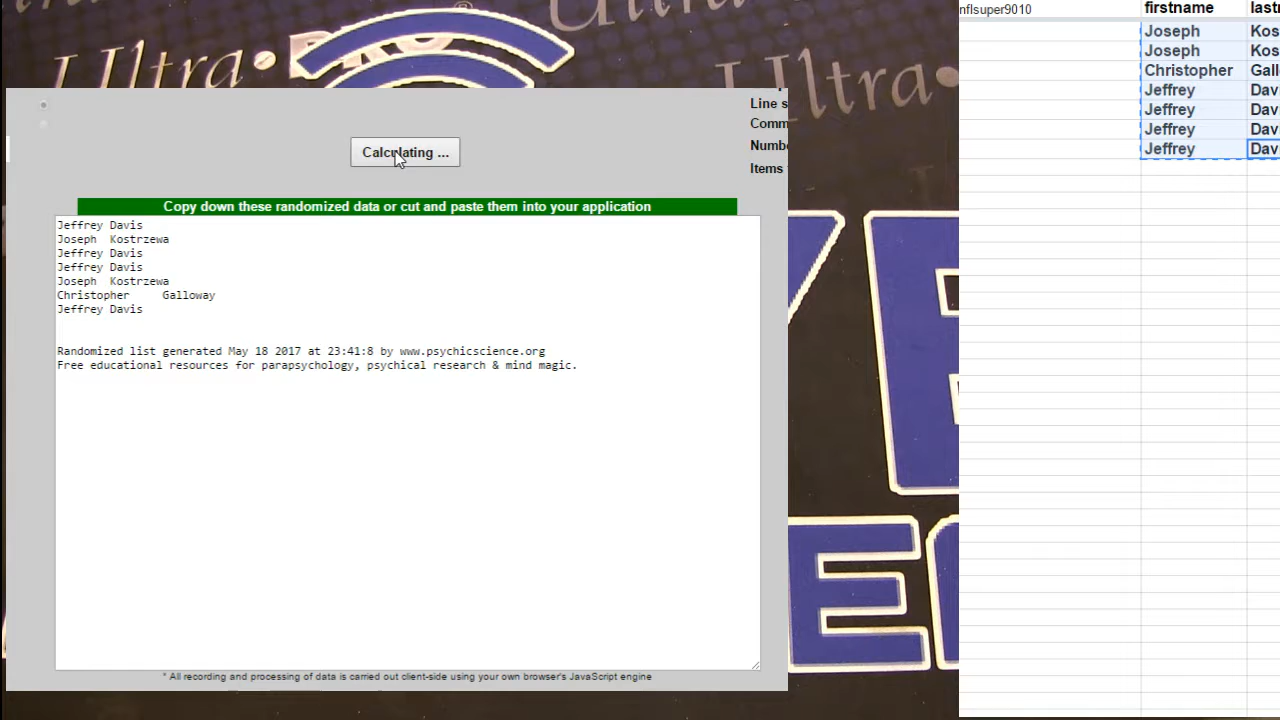 Ultra•PRO
Ultra
Ultra•
nflsuper9010
firstname
Joseph
Joseph
Christopher
Jeffrey
Jeffrey
Jeffrey
Jeffrey
Line
Calculating ...
Items
Copy down these randomized data or cut and paste them into your application
Jeffrey Davis
Joseph Kostrzewa
Jeffrey Davis
Jeffrey Davis
Joseph Kostrzewa
Christopher Galloway
Jeffrey Davis
Randomized list generated May 18 2017 at 23:41:8 by www.psychicscience.org
Free educational resources for parapsychology, psychical research & mind magic.
* All recording and processing of data is carried out client-side using your own browser's JavaScript engine